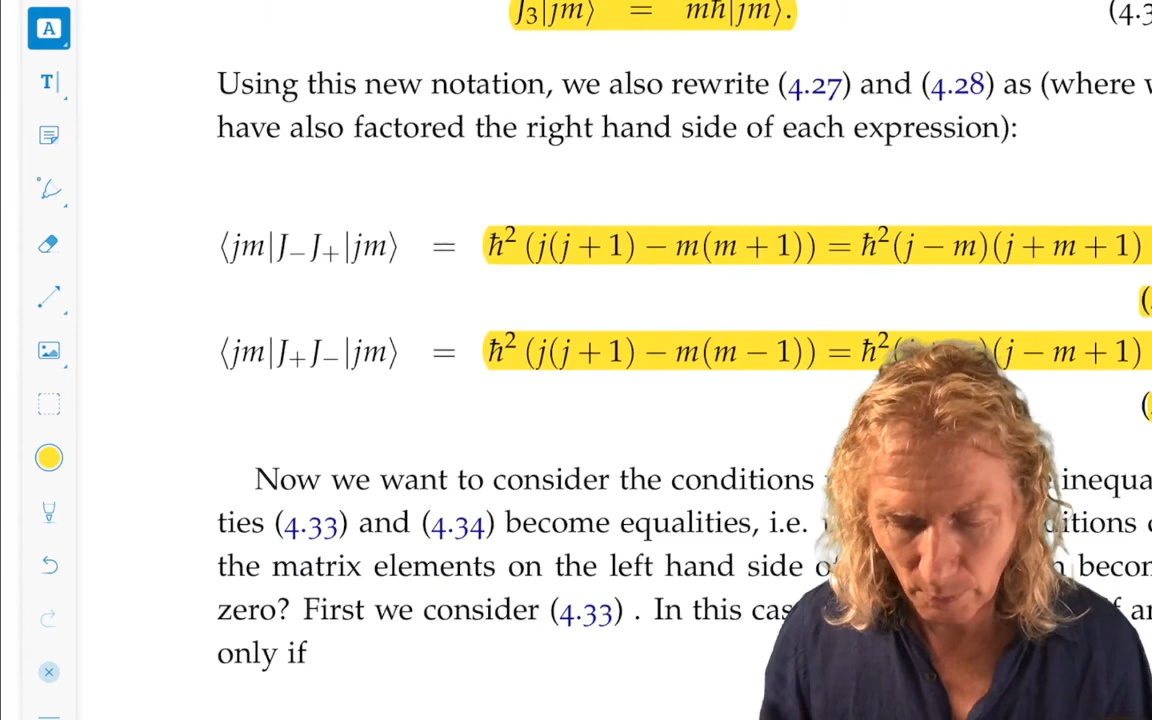 J₃|jm⟩ = mħ|jm⟩. (4.3
Using this new notation, we also rewrite (4.27) and (4.28) as (where
have also factored the right hand side of each expression):
⟨jm|J₋J₊|jm⟩ = ħ² (j(j + 1) − m(m + 1)) = ħ²(j − m)(j + m + 1)
(
⟨jm|J₊J₋|jm⟩ = ħ² (j(j + 1) − m(m − 1)) = ħ²( )(j − m + 1)
(
Now we want to consider the conditions inequa
ties (4.33) and (4.34) become equalities, i.e. ditions
the matrix elements on the left hand side becom
zero? First we consider (4.33) . In this cas
only if
A
T